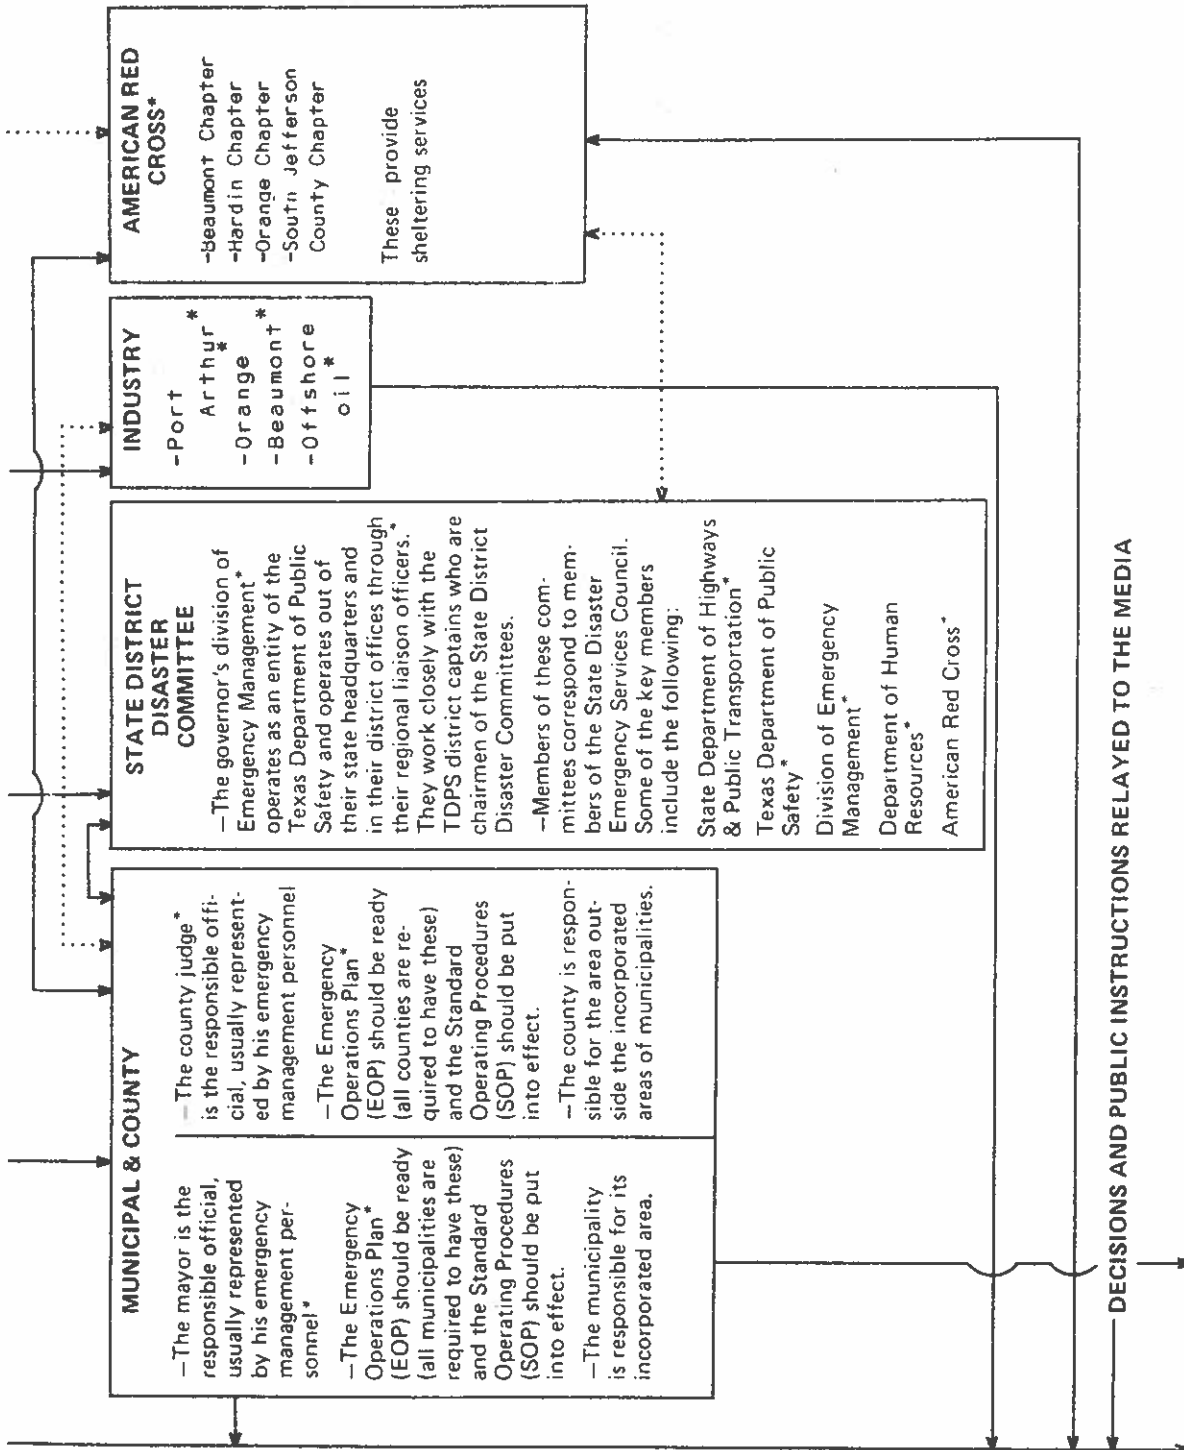 MUNICIPAL & COUNTY
—The mayor is the
responsible official,
usually represented
by his emergency
management per-
sonnel*
—The Emergency
Operations Plan*
(EOP) should be ready
(all municipalities are
required to have these)
and the Standard
Operating Procedures
(SOP) should be put
into effect.
—The municipality
is responsible for its
incorporated area.
—The county judge*
is the responsible offi-
cial, usually represent-
ed by his emergency
management personnel
—The Emergency
Operations Plan*
(EOP) should be ready
(all counties are re-
quired to have these)
and the Standard
Operating Procedures
(SOP) should be put
into effect.
—The county is respon-
sible for the area out-
side the incorporated
areas of municipalities.
STATE DISTRICT
DISASTER
COMMITTEE
—The governor's division of
Emergency Management*
operates as an entity of the
Texas Department of Public
Safety and operates out of
their state headquarters and
in their district offices through
their regional liaison officers.*
They work closely with the
TDPS district captains who are
chairmen of the State District
Disaster Committees.
—Members of these com-
mittees correspond to mem-
bers of the State Disaster
Emergency Services Council.
Some of the key members
include the following:
State Department of Highways
& Public Transportation*
Texas Department of Public
Safety*
Division of Emergency
Management*
Department of Human
Resources*
American Red Cross*
INDUSTRY
-Port
Arthur*
-Orange*
-Beaumont*
-Offshore
oil*
AMERICAN RED
CROSS*
-Beaumont Chapter
-Hardin Chapter
-Orange Chapter
-South Jefferson
County Chapter
These provide
sheltering services
DECISIONS AND PUBLIC INSTRUCTIONS RELAYED TO THE MEDIA